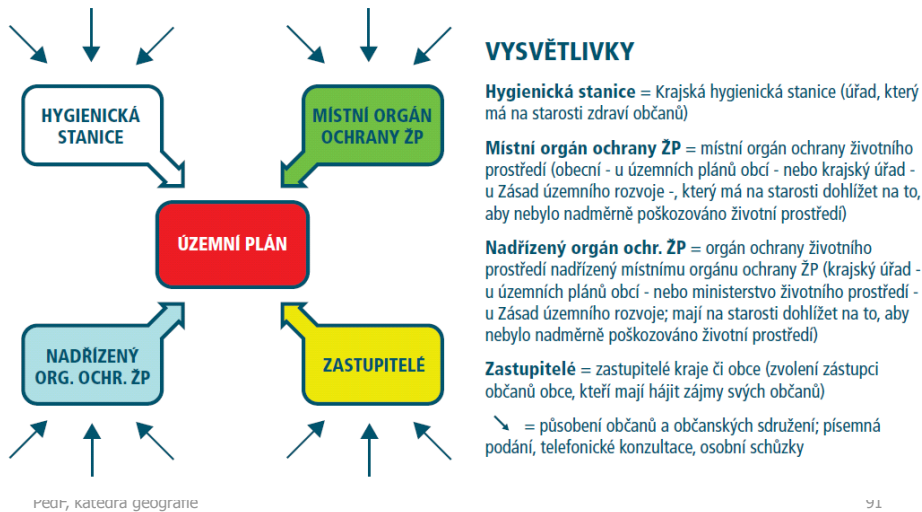 HYGIENICKÁ
STANICE
MÍSTNÍ ORGÁN
OCHRANY ŽP
ÚZEMNÍ PLÁN
NADŘÍZENÝ
ORG. OCHR. ŽP
ZASTUPITELÉ
VYSVĚTLIVKY
Hygienická stanice = Krajská hygienická stanice (úřad, který
má na starosti zdraví občanů)
Místní orgán ochrany ŽP = místní orgán ochrany životního
prostředí (obecní - u územních plánů obcí - nebo krajský úřad -
u Zásad územního rozvoje -, který má na starosti dohlížet na to,
aby nebylo nadměrně poškozováno životní prostředí)
Nadřízený orgán ochr. ŽP = orgán ochrany životního
prostředí nadřízený místnímu orgánu ochrany ŽP (krajský úřad -
u územních plánů obcí - nebo ministerstvo životního prostředí -
u Zásad územního rozvoje; mají na starosti dohlížet na to, aby
nebylo nadměrně poškozováno životní prostředí)
Zastupitelé = zastupitelé kraje či obce (zvolení zástupci
občanů obce, kteří mají hájit zájmy svých občanů)
= působení občanů a občanských sdružení; písemná
podání, telefonické konzultace, osobní schůzky
PedF, katedra geografie
91